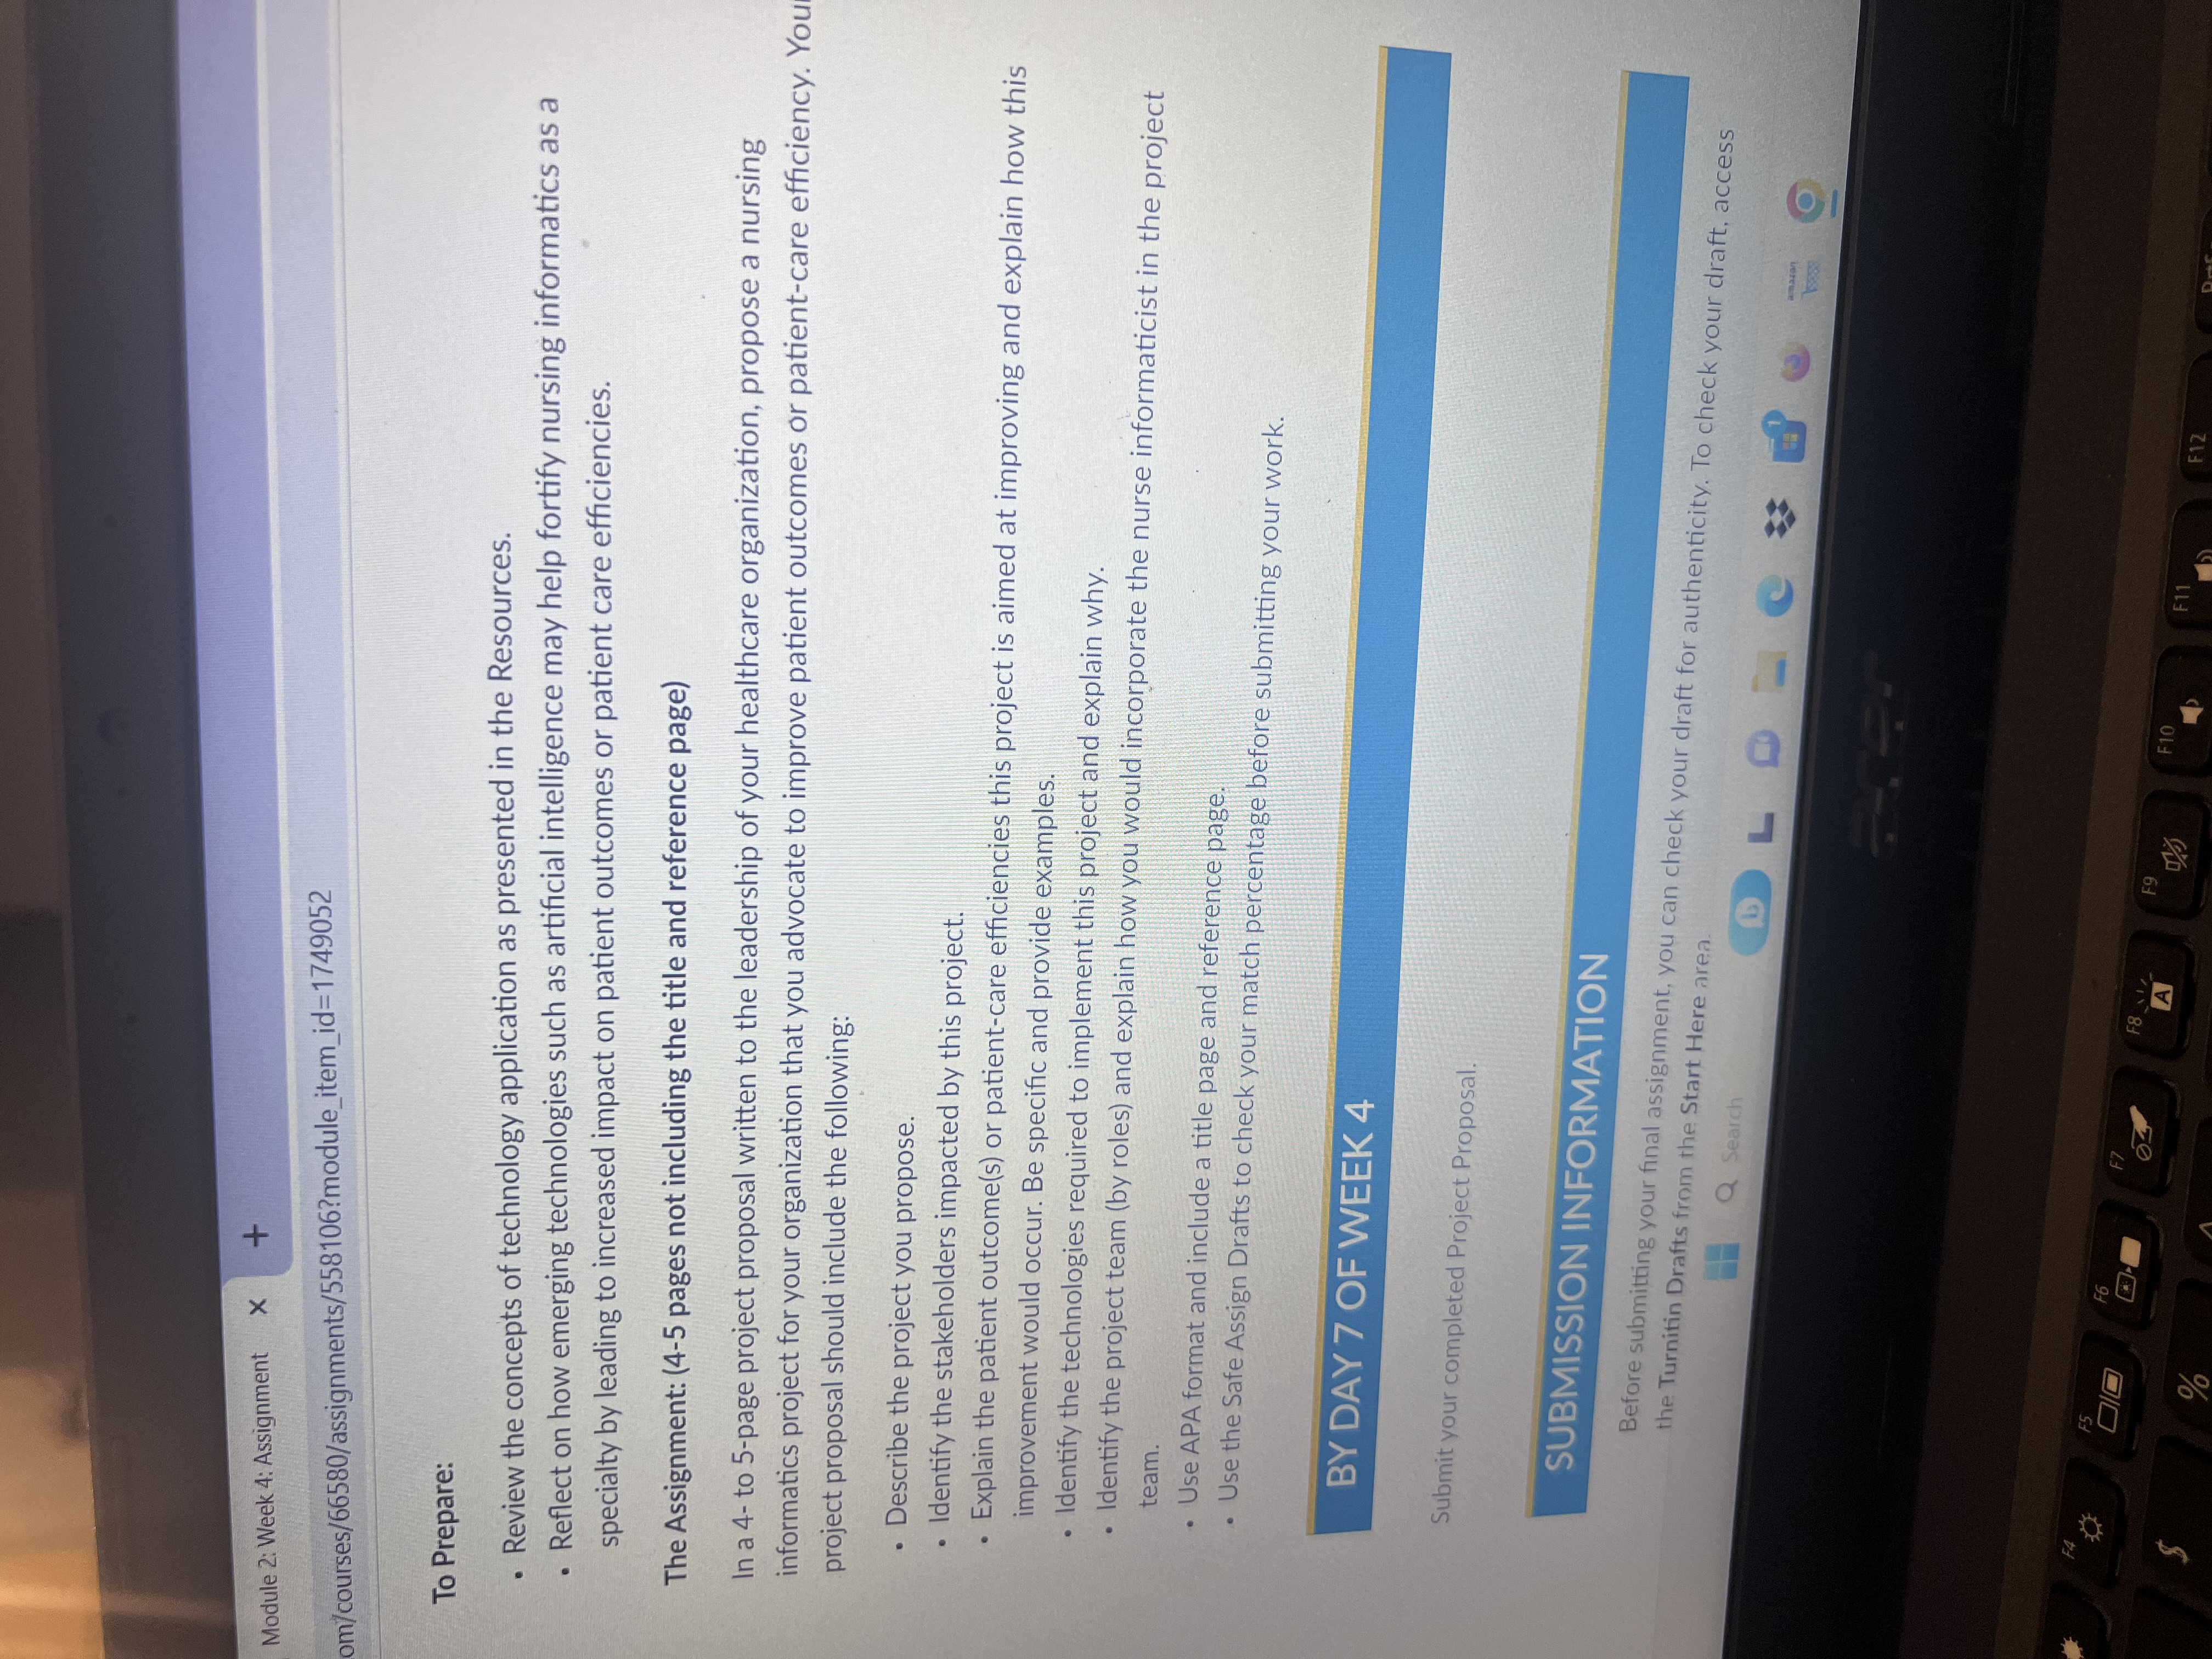 Module 2: Week 4: Assignment × +
om/courses/66580/assignments/558106?module_item_id=1749052
To Prepare:
• Review the concepts of technology application as presented in the Resources.
• Reflect on how emerging technologies such as artificial intelligence may help fortify nursing informatics as a
specialty by leading to increased impact on patient outcomes or patient care efficiencies.
The Assignment: (4-5 pages not including the title and reference page)
In a 4- to 5-page project proposal written to the leadership of your healthcare organization, propose a nursing
informatics project for your organization that you advocate to improve patient outcomes or patient-care efficiency. Your
project proposal should include the following:
• Describe the project you propose.
• Identify the stakeholders impacted by this project.
• Explain the patient outcome(s) or patient-care efficiencies this project is aimed at improving and explain how this
improvement would occur. Be specific and provide examples.
• Identify the technologies required to implement this project and explain why.
• Identify the project team (by roles) and explain how you would incorporate the nurse informaticist in the project
team.
• Use APA format and include a title page and reference page.
• Use the Safe Assign Drafts to check your match percentage before submitting your work.
BY DAY 7 OF WEEK 4
Submit your completed Project Proposal.
SUBMISSION INFORMATION
Before submitting your final assignment, you can check your draft for authenticity. To check your draft, access
the Turnitin Drafts from the Start Here area.
Search
b
1
amazon
acer
F4
F5
F6
F7
F8
A
F9
F10
F11
F12
$
%
^